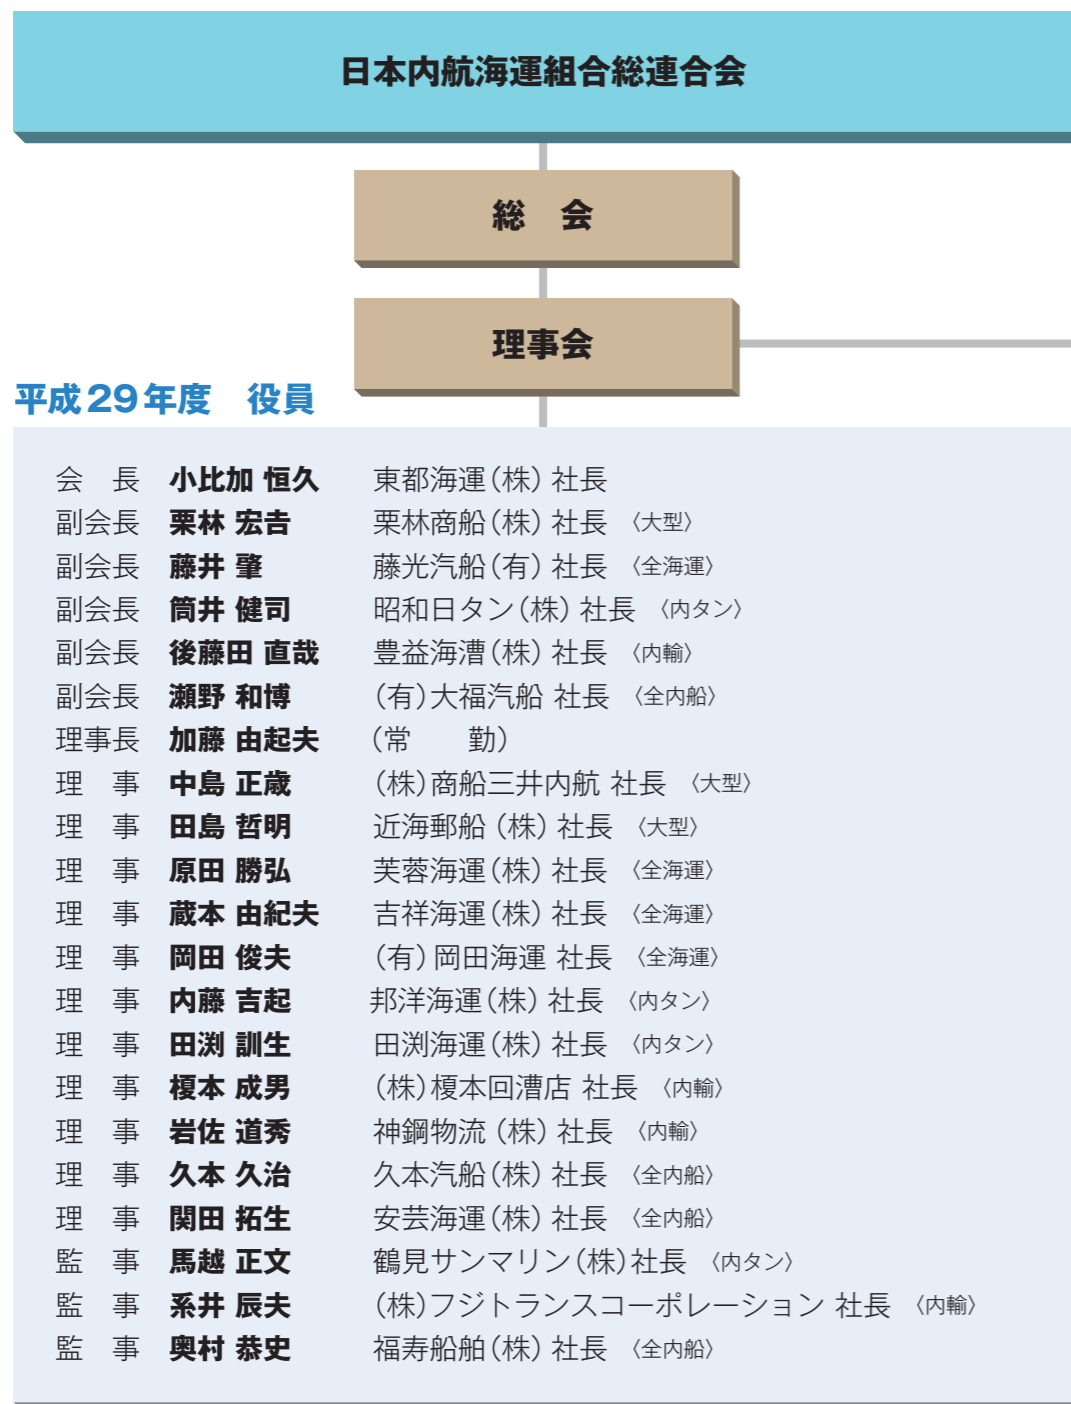 日本内航海運組合総連合会
総　会
理事会
平成29年度　役員
会　長　小比加 恒久　東都海運(株) 社長
副会長　栗林 宏𠮷　栗林商船(株) 社長 〈大型〉
副会長　藤井 肇　藤光汽船(有) 社長 〈全海運〉
副会長　筒井 健司　昭和日タン(株) 社長 〈内タン〉
副会長　後藤田 直哉　豊益海漕(株) 社長 〈内輸〉
副会長　瀬野 和博　(有)大福汽船 社長 〈全内船〉
理事長　加藤 由起夫　(常　　勤)
理　事　中島 正歳　(株)商船三井内航 社長 〈大型〉
理　事　田島 哲明　近海郵船 (株) 社長 〈大型〉
理　事　原田 勝弘　芙蓉海運(株) 社長 〈全海運〉
理　事　蔵本 由紀夫　吉祥海運(株) 社長 〈全海運〉
理　事　岡田 俊夫　(有) 岡田海運 社長 〈全海運〉
理　事　内藤 吉起　邦洋海運(株) 社長 〈内タン〉
理　事　田渕 訓生　田渕海運(株) 社長 〈内タン〉
理　事　榎本 成男　(株)榎本回漕店 社長 〈内輸〉
理　事　岩佐 道秀　神鋼物流 (株) 社長 〈内輸〉
理　事　久本 久治　久本汽船(株) 社長 〈全内船〉
理　事　関田 拓生　安芸海運(株) 社長 〈全内船〉
監　事　馬越 正文　鶴見サンマリン(株)社長 〈内タン〉
監　事　系井 辰夫　(株)フジトランスコーポレーション 社長 〈内輸〉
監　事　奥村 恭史　福寿船舶(株) 社長 〈全内船〉